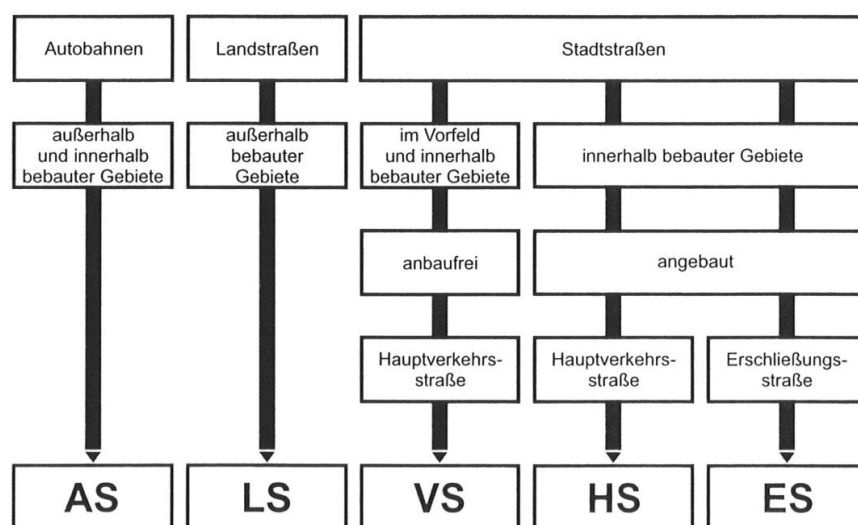 Autobahnen
Landstraßen
Stadtstraßen
außerhalb
und innerhalb
bebauter Gebiete
außerhalb
bebauter
Gebiete
im Vorfeld
und innerhalb
bebauter Gebiete
innerhalb bebauter Gebiete
anbaufrei
angebaut
Hauptverkehrs-
straße
Hauptverkehrs-
straße
Erschließungs-
straße
AS
LS
VS
HS
ES